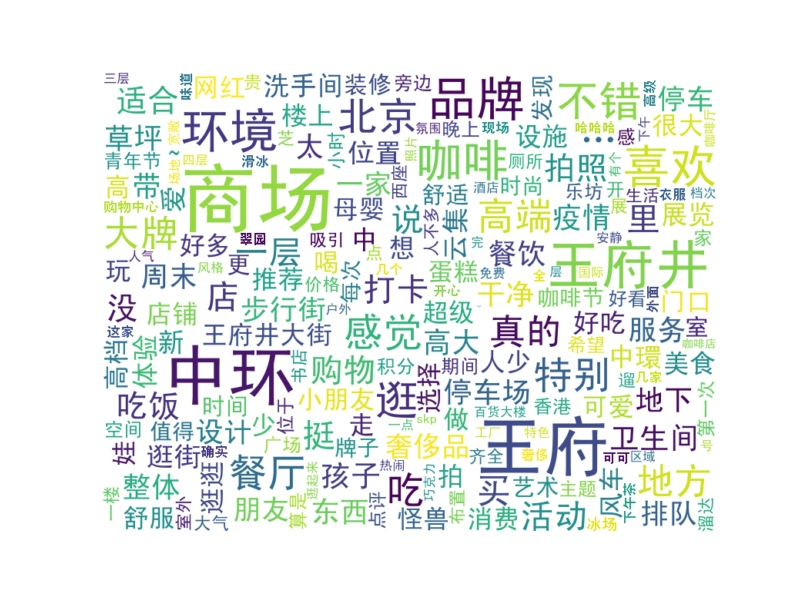 三层
味道
网红
贵
洗手间
装修
旁边
品牌
发现
不错
高级
停车
适合
环境
楼上
北京
氛围
晚上
现场
设施
…
哈哈哈
感
很大
下午
咖啡厅
草坪
宽敞
芝
太
位置
咖啡
厕所
拍照
喜欢
青年节
场地
四层
滑冰
小时
照片
有个
高
带
爱
商场
一家
西座
舒适
酒店
时尚
乐坊
开
生活
衣服
档次
购物中心
母婴
说
云集
高端
疫情
展
里
展览
大牌
好多
翠园
一层
吸引
中
想
人不多
餐饮
安静
家
人气
玩
周末
更
风格
推荐
喝
点
几个
每次
完
蛋糕
免费
全
层
国际
王府井
没
店铺
店
步行街
价格
打卡
开心
干净
咖啡节
好看
外面
门口
这家
户头
超级
王府井大街
感觉
真的
好吃
服务
室
高档
体验
新
中环
书店
购物
积分
高大
期间
人少
希望
中環
咖啡店
美食
几家
吃饭
时间
位于
小朋友
逛
选择
停车场
特别
遛
第一次
空间
值得
设计
少
挺
走
skp
做
百货大楼
香港
可爱
地下
号
娃
逛街
广场
牌子
一点
奢侈品
工厂
特色
王府
卫生间
确实
热闹
齐全
奢侈
可可
区域
一楼
整体
逛逛
餐厅
逛起来
孩子
巧克力
吃
拍
买
下午茶
风车
地方
艺术
主题
舒服
室外
大气
朋友
算是
东西
点评
怪兽
布置
消费
活动
冰场
排队
溜达